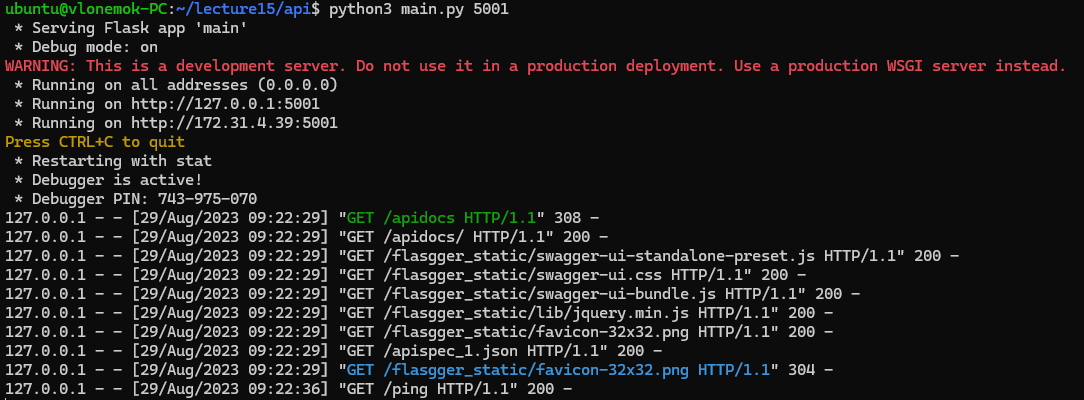 ubuntu@vlonemok-PC:~/lecture15/api$ python3 main.py 5001
 * Serving Flask app 'main'
 * Debug mode: on
WARNING: This is a development server. Do not use it in a production deployment. Use a production WSGI server instead.
 * Running on all addresses (0.0.0.0)
 * Running on http://127.0.0.1:5001
 * Running on http://172.31.4.39:5001
Press CTRL+C to quit
 * Restarting with stat
 * Debugger is active!
 * Debugger PIN: 743-975-070
127.0.0.1 - - [29/Aug/2023 09:22:29] "GET /apidocs HTTP/1.1" 308 -
127.0.0.1 - - [29/Aug/2023 09:22:29] "GET /apidocs/ HTTP/1.1" 200 -
127.0.0.1 - - [29/Aug/2023 09:22:29] "GET /flasgger_static/swagger-ui-standalone-preset.js HTTP/1.1" 200 -
127.0.0.1 - - [29/Aug/2023 09:22:29] "GET /flasgger_static/swagger-ui.css HTTP/1.1" 200 -
127.0.0.1 - - [29/Aug/2023 09:22:29] "GET /flasgger_static/swagger-ui-bundle.js HTTP/1.1" 200 -
127.0.0.1 - - [29/Aug/2023 09:22:29] "GET /flasgger_static/lib/jquery.min.js HTTP/1.1" 200 -
127.0.0.1 - - [29/Aug/2023 09:22:29] "GET /flasgger_static/favicon-32x32.png HTTP/1.1" 200 -
127.0.0.1 - - [29/Aug/2023 09:22:29] "GET /apispec_1.json HTTP/1.1" 200 -
127.0.0.1 - - [29/Aug/2023 09:22:29] "GET /flasgger_static/favicon-32x32.png HTTP/1.1" 304 -
127.0.0.1 - - [29/Aug/2023 09:22:36] "GET /ping HTTP/1.1" 200 -